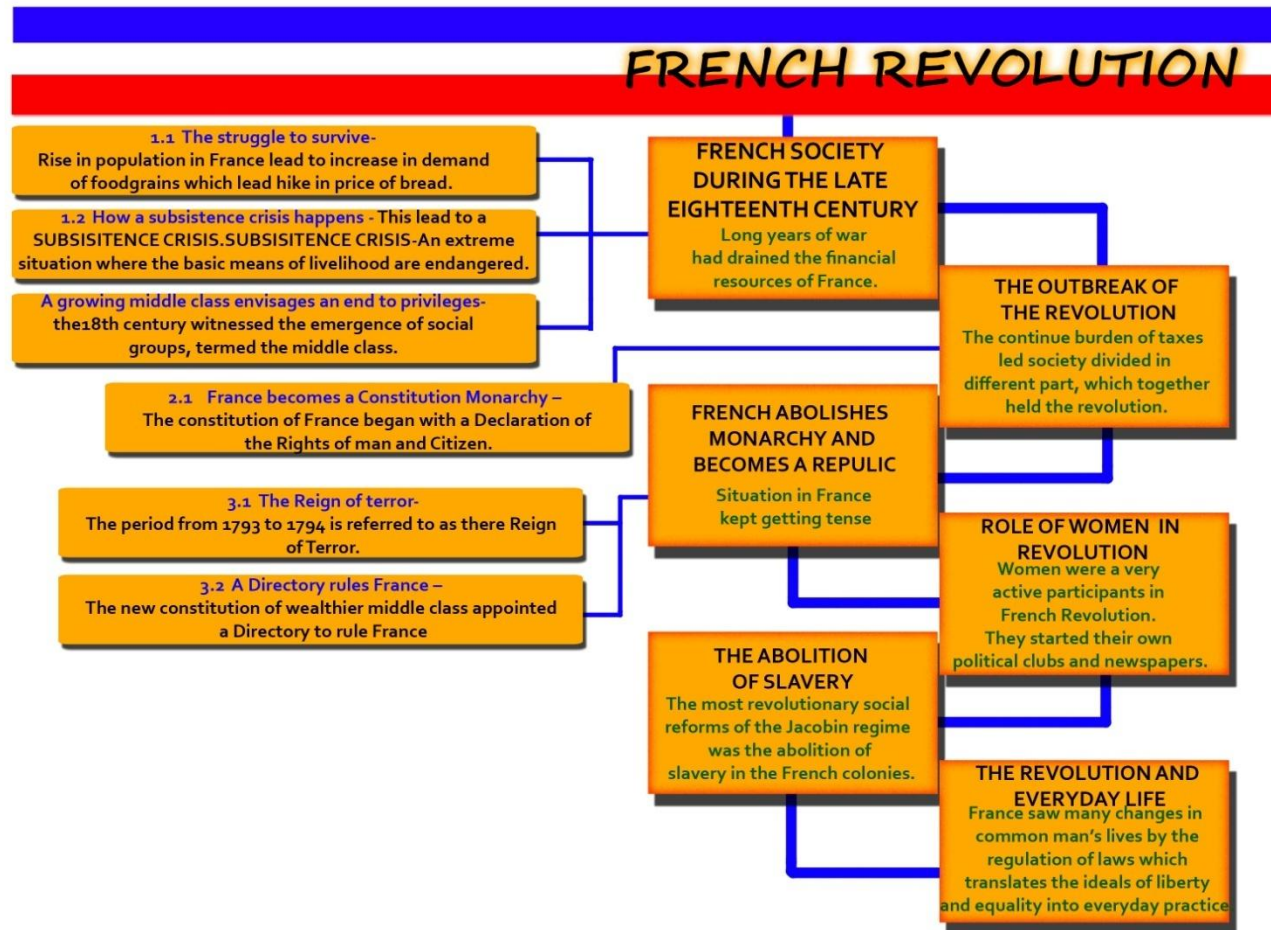 FRENCH REVOLUTION
FRENCH SOCIETY
DURING THE LATE
EIGHTEENTH CENTURY
Long years of war
had drained the financial
resources of France.
1.1 The struggle to survive-
Rise in population in France lead to increase in demand
of foodgrains which lead hike in price of bread.
1.2 How a subsistence crisis happens - This lead to a
SUBSISITENCE CRISIS.SUBSISITENCE CRISIS-An extreme
situation where the basic means of livelihood are endangered.
A growing middle class envisages an end to privileges-
the18th century witnessed the emergence of social
groups, termed the middle class.
THE OUTBREAK OF
THE REVOLUTION
The continue burden of taxes
led society divided in
different part, which together
held the revolution.
2.1 France becomes a Constitution Monarchy –
The constitution of France began with a Declaration of
the Rights of man and Citizen.
FRENCH ABOLISHES
MONARCHY AND
BECOMES A REPULIC
Situation in France
kept getting tense
3.1 The Reign of terror-
The period from 1793 to 1794 is referred to as there Reign
of Terror.
3.2 A Directory rules France –
The new constitution of wealthier middle class appointed
a Directory to rule France
ROLE OF WOMEN IN
REVOLUTION
Women were a very
active participants in
French Revolution.
They started their own
political clubs and newspapers.
THE ABOLITION
OF SLAVERY
The most revolutionary social
reforms of the Jacobin regime
was the abolition of
slavery in the French colonies.
THE REVOLUTION AND
EVERYDAY LIFE
France saw many changes in
common man's lives by the
regulation of laws which
translates the ideals of liberty
and equality into everyday practice